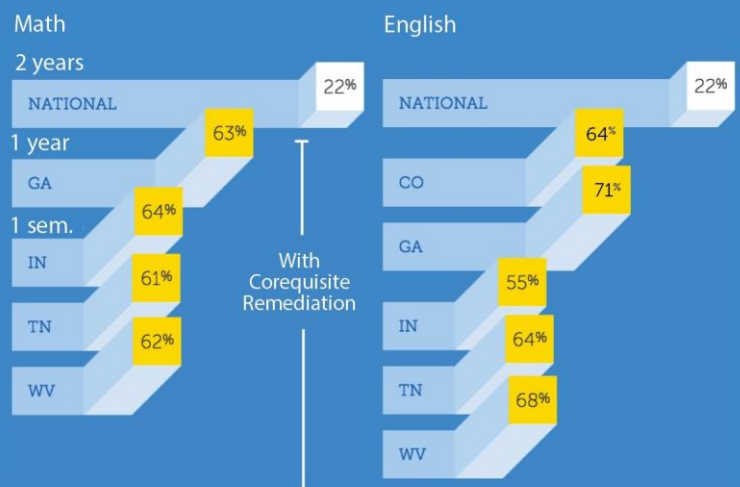 Math
2 years
NATIONAL
22%
1 year
63%
GA
1 sem.
64%
IN
61%
TN
62%
WV
With
Corequisite
Remediation
English
NATIONAL
22%
64%
CO
71%
GA
55%
IN
64%
TN
68%
WV